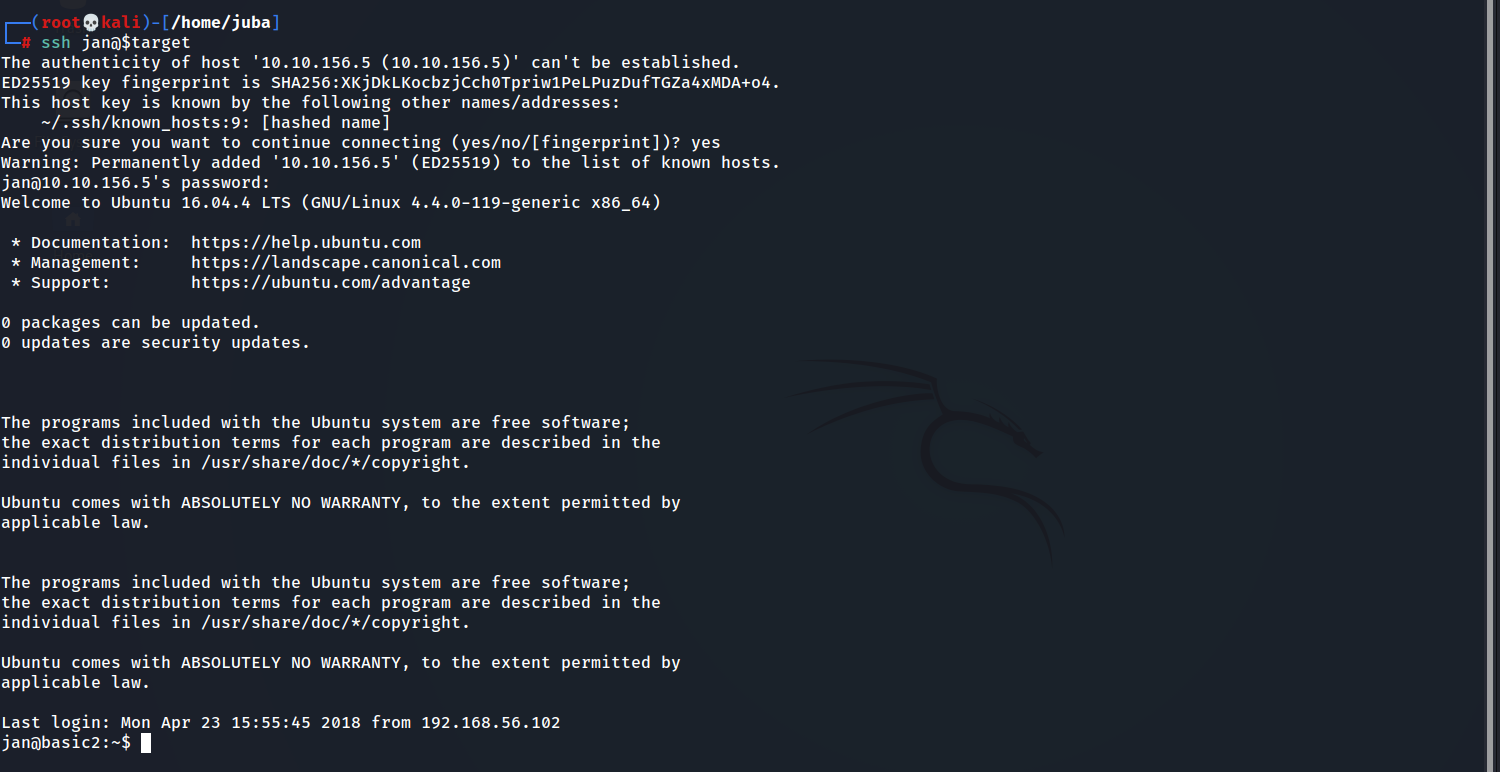 ┌──(root💀kali)-[/home/juba]
└─# ssh jan@$target
The authenticity of host '10.10.156.5 (10.10.156.5)' can't be established.
ED25519 key fingerprint is SHA256:XKjDkLKocbzjCch0Tpriw1PeLPuzDufTGZa4xMDA+o4.
This host key is known by the following other names/addresses:
    ~/.ssh/known_hosts:9: [hashed name]
Are you sure you want to continue connecting (yes/no/[fingerprint])? yes
Warning: Permanently added '10.10.156.5' (ED25519) to the list of known hosts.
jan@10.10.156.5's password:
Welcome to Ubuntu 16.04.4 LTS (GNU/Linux 4.4.0-119-generic x86_64)

 * Documentation:  https://help.ubuntu.com
 * Management:     https://landscape.canonical.com
 * Support:        https://ubuntu.com/advantage

0 packages can be updated.
0 updates are security updates.

The programs included with the Ubuntu system are free software;
the exact distribution terms for each program are described in the
individual files in /usr/share/doc/*/copyright.

Ubuntu comes with ABSOLUTELY NO WARRANTY, to the extent permitted by
applicable law.

The programs included with the Ubuntu system are free software;
the exact distribution terms for each program are described in the
individual files in /usr/share/doc/*/copyright.

Ubuntu comes with ABSOLUTELY NO WARRANTY, to the extent permitted by
applicable law.

Last login: Mon Apr 23 15:55:45 2018 from 192.168.56.102
jan@basic2:~$